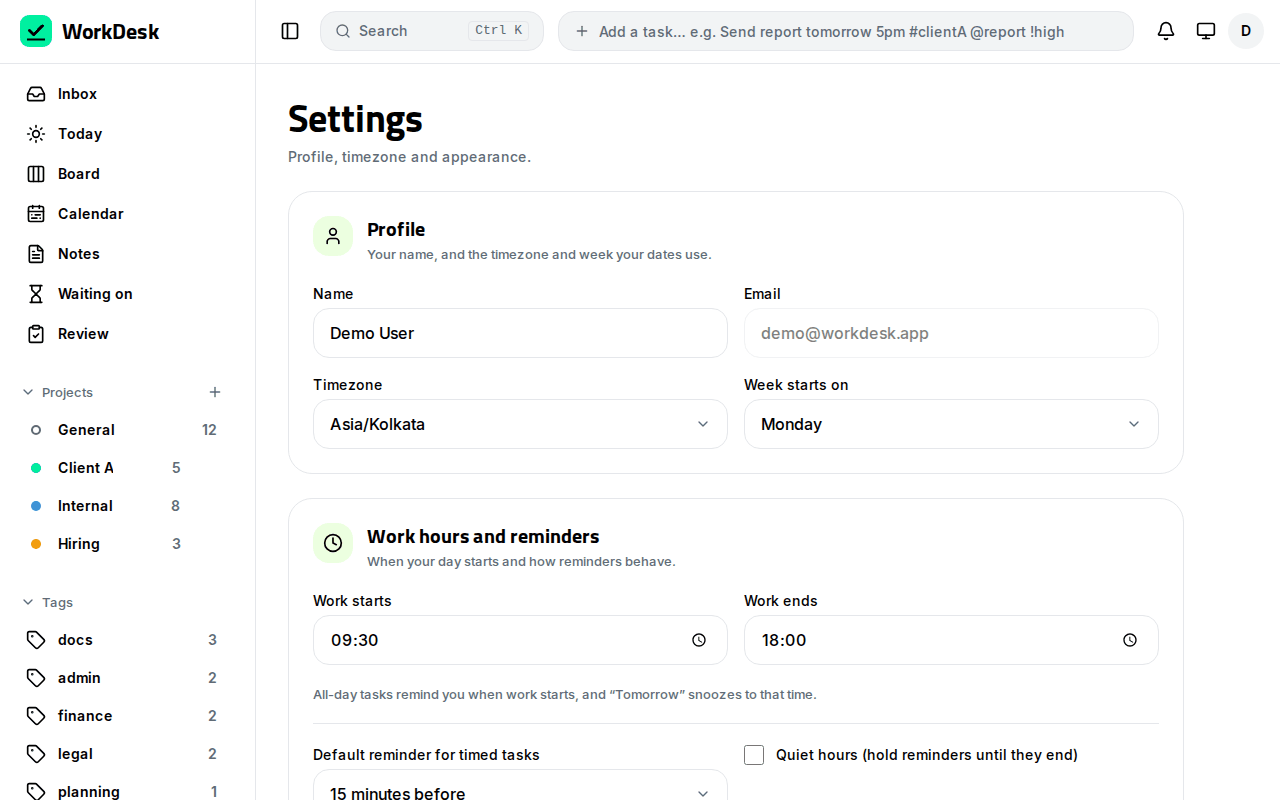 WorkDesk
Search
Ctrl K
Add a task... e.g. Send report tomorrow 5pm #clientA @report !high
D
Inbox
Today
Board
Calendar
Notes
Waiting on
Review
Projects
General 12
Client A 5
Internal 8
Hiring 3
Tags
docs 3
admin 2
finance 2
legal 2
planning 1
Settings
Profile, timezone and appearance.
Profile
Your name, and the timezone and week your dates use.
Name
Demo User
Email
demo@workdesk.app
Timezone
Asia/Kolkata
Week starts on
Monday
Work hours and reminders
When your day starts and how reminders behave.
Work starts
09:30
Work ends
18:00
All-day tasks remind you when work starts, and “Tomorrow” snoozes to that time.
Default reminder for timed tasks
15 minutes before
Quiet hours (hold reminders until they end)